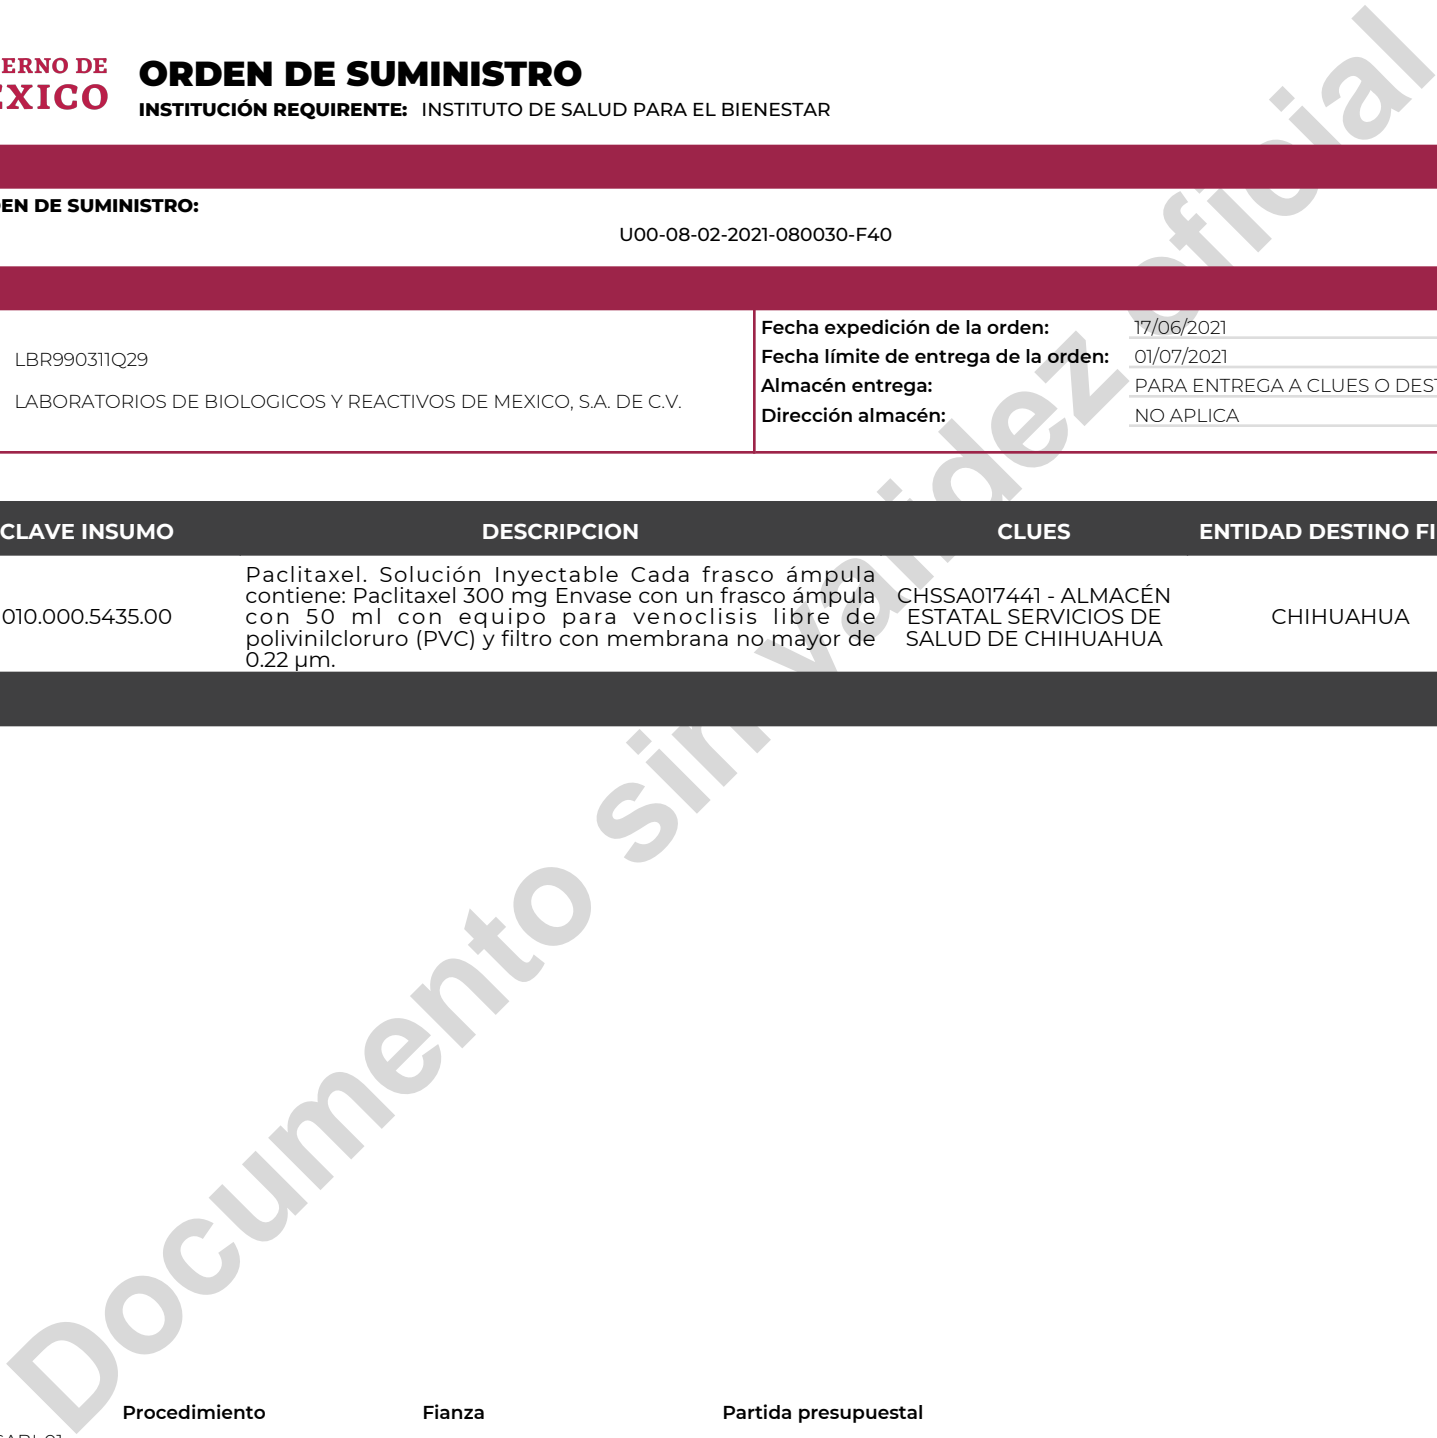 ERNO DE
EXICO
ORDEN DE SUMINISTRO
INSTITUCIÓN REQUIRENTE: INSTITUTO DE SALUD PARA EL BIENESTAR
EN DE SUMINISTRO:
U00-08-02-2021-080030-F40
LBR990311Q29
LABORATORIOS DE BIOLOGICOS Y REACTIVOS DE MEXICO, S.A. DE C.V.
Fecha expedición de la orden: 17/06/2021
Fecha límite de entrega de la orden: 01/07/2021
Almacén entrega: PARA ENTREGA A CLUES O DEST
Dirección almacén: NO APLICA
CLAVE INSUMO DESCRIPCION CLUES ENTIDAD DESTINO FI
010.000.5435.00
Paclitaxel. Solución Inyectable Cada frasco ámpula
contiene: Paclitaxel 300 mg Envase con un frasco ámpula
con 50 ml con equipo para venoclisis libre de
polivinilcloruro (PVC) y filtro con membrana no mayor de
0.22 µm.
CHSSA017441 - ALMACÉN
ESTATAL SERVICIOS DE
SALUD DE CHIHUAHUA
CHIHUAHUA
Documento sin validez oficial
Procedimiento Fianza Partida presupuestal